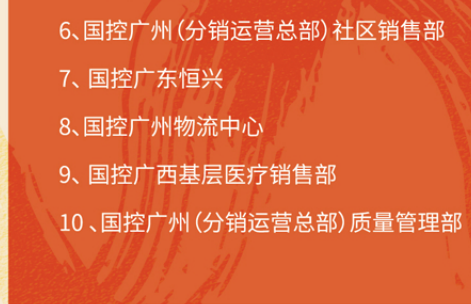 6、国控广州(分销运营总部)社区销售部
7、国控广东恒兴
8、国控广州物流中心
9、国控广西基层医疗销售部
10、国控广州(分销运营总部)质量管理部